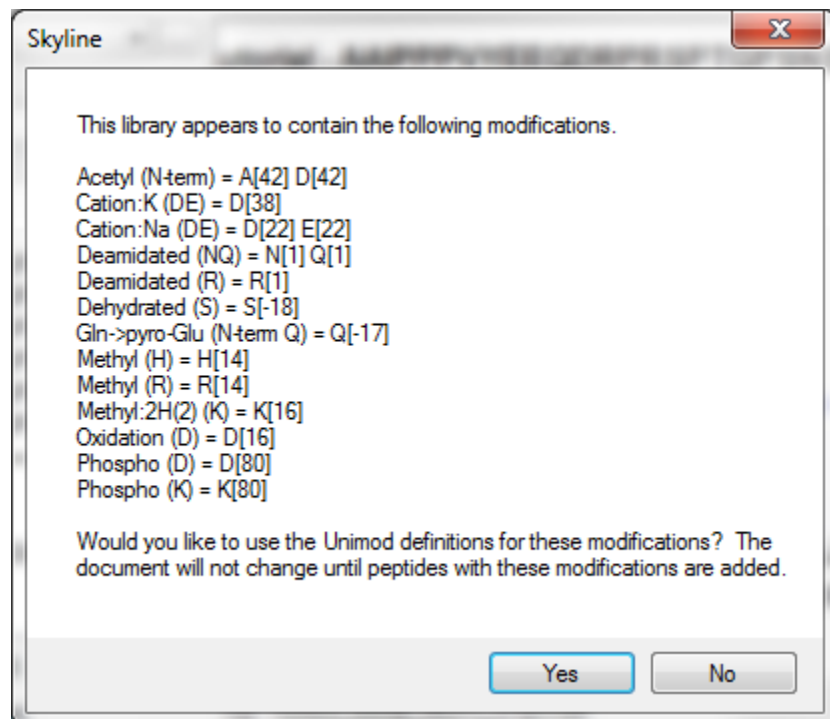 Skyline
This library appears to contain the following modifications.
Acetyl (N-term) = A[42] D[42]
Cation:K (DE) = D[38]
Cation:Na (DE) = D[22] E[22]
Deamidated (NQ) = N[1] Q[1]
Deamidated (R) = R[1]
Dehydrated (S) = S[-18]
Gln->pyro-Glu (N-term Q) = Q[-17]
Methyl (H) = H[14]
Methyl (R) = R[14]
Methyl:2H(2) (K) = K[16]
Oxidation (D) = D[16]
Phospho (D) = D[80]
Phospho (K) = K[80]
Would you like to use the Unimod definitions for these modifications?  The
document will not change until peptides with these modifications are added.
Yes No